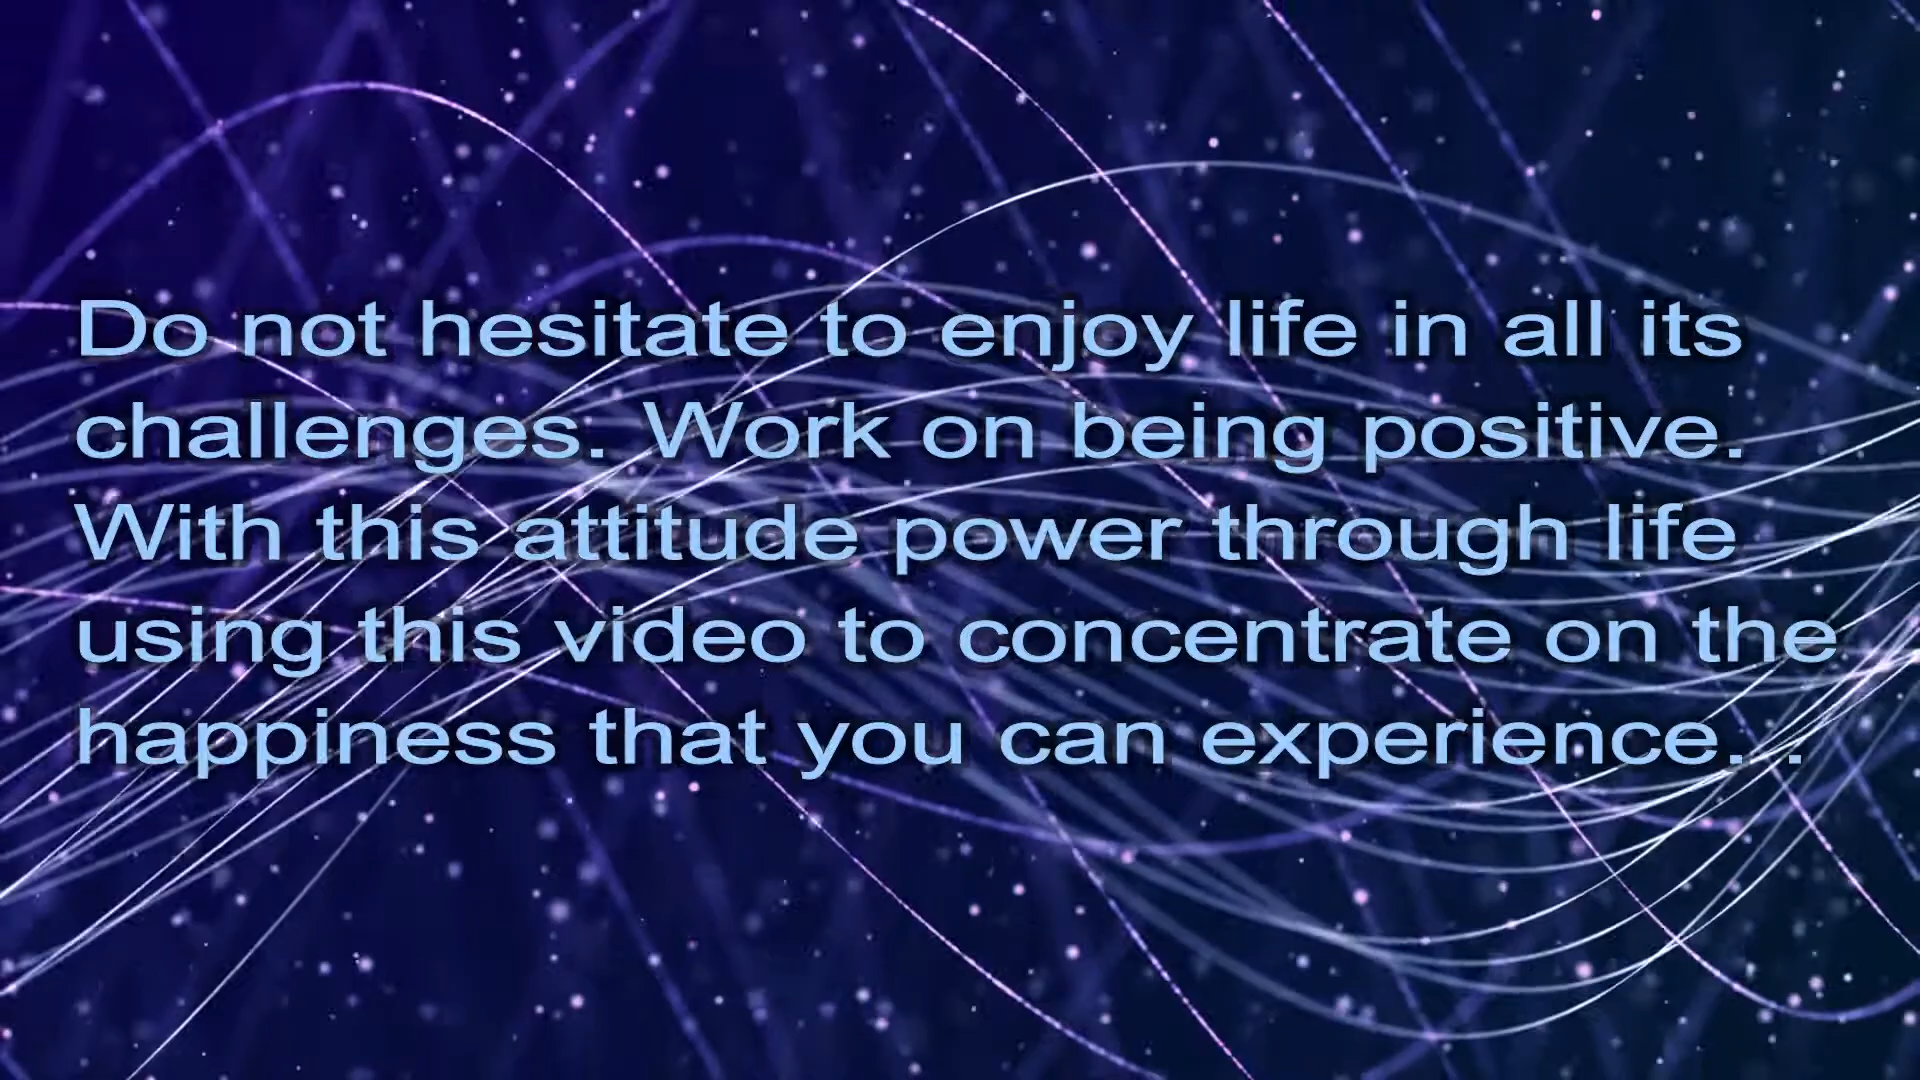 Do not hesitate to enjoy life in all its
challenges. Work on being positive.
With this attitude power through life
using this video to concentrate on the
happiness that you can experience. .